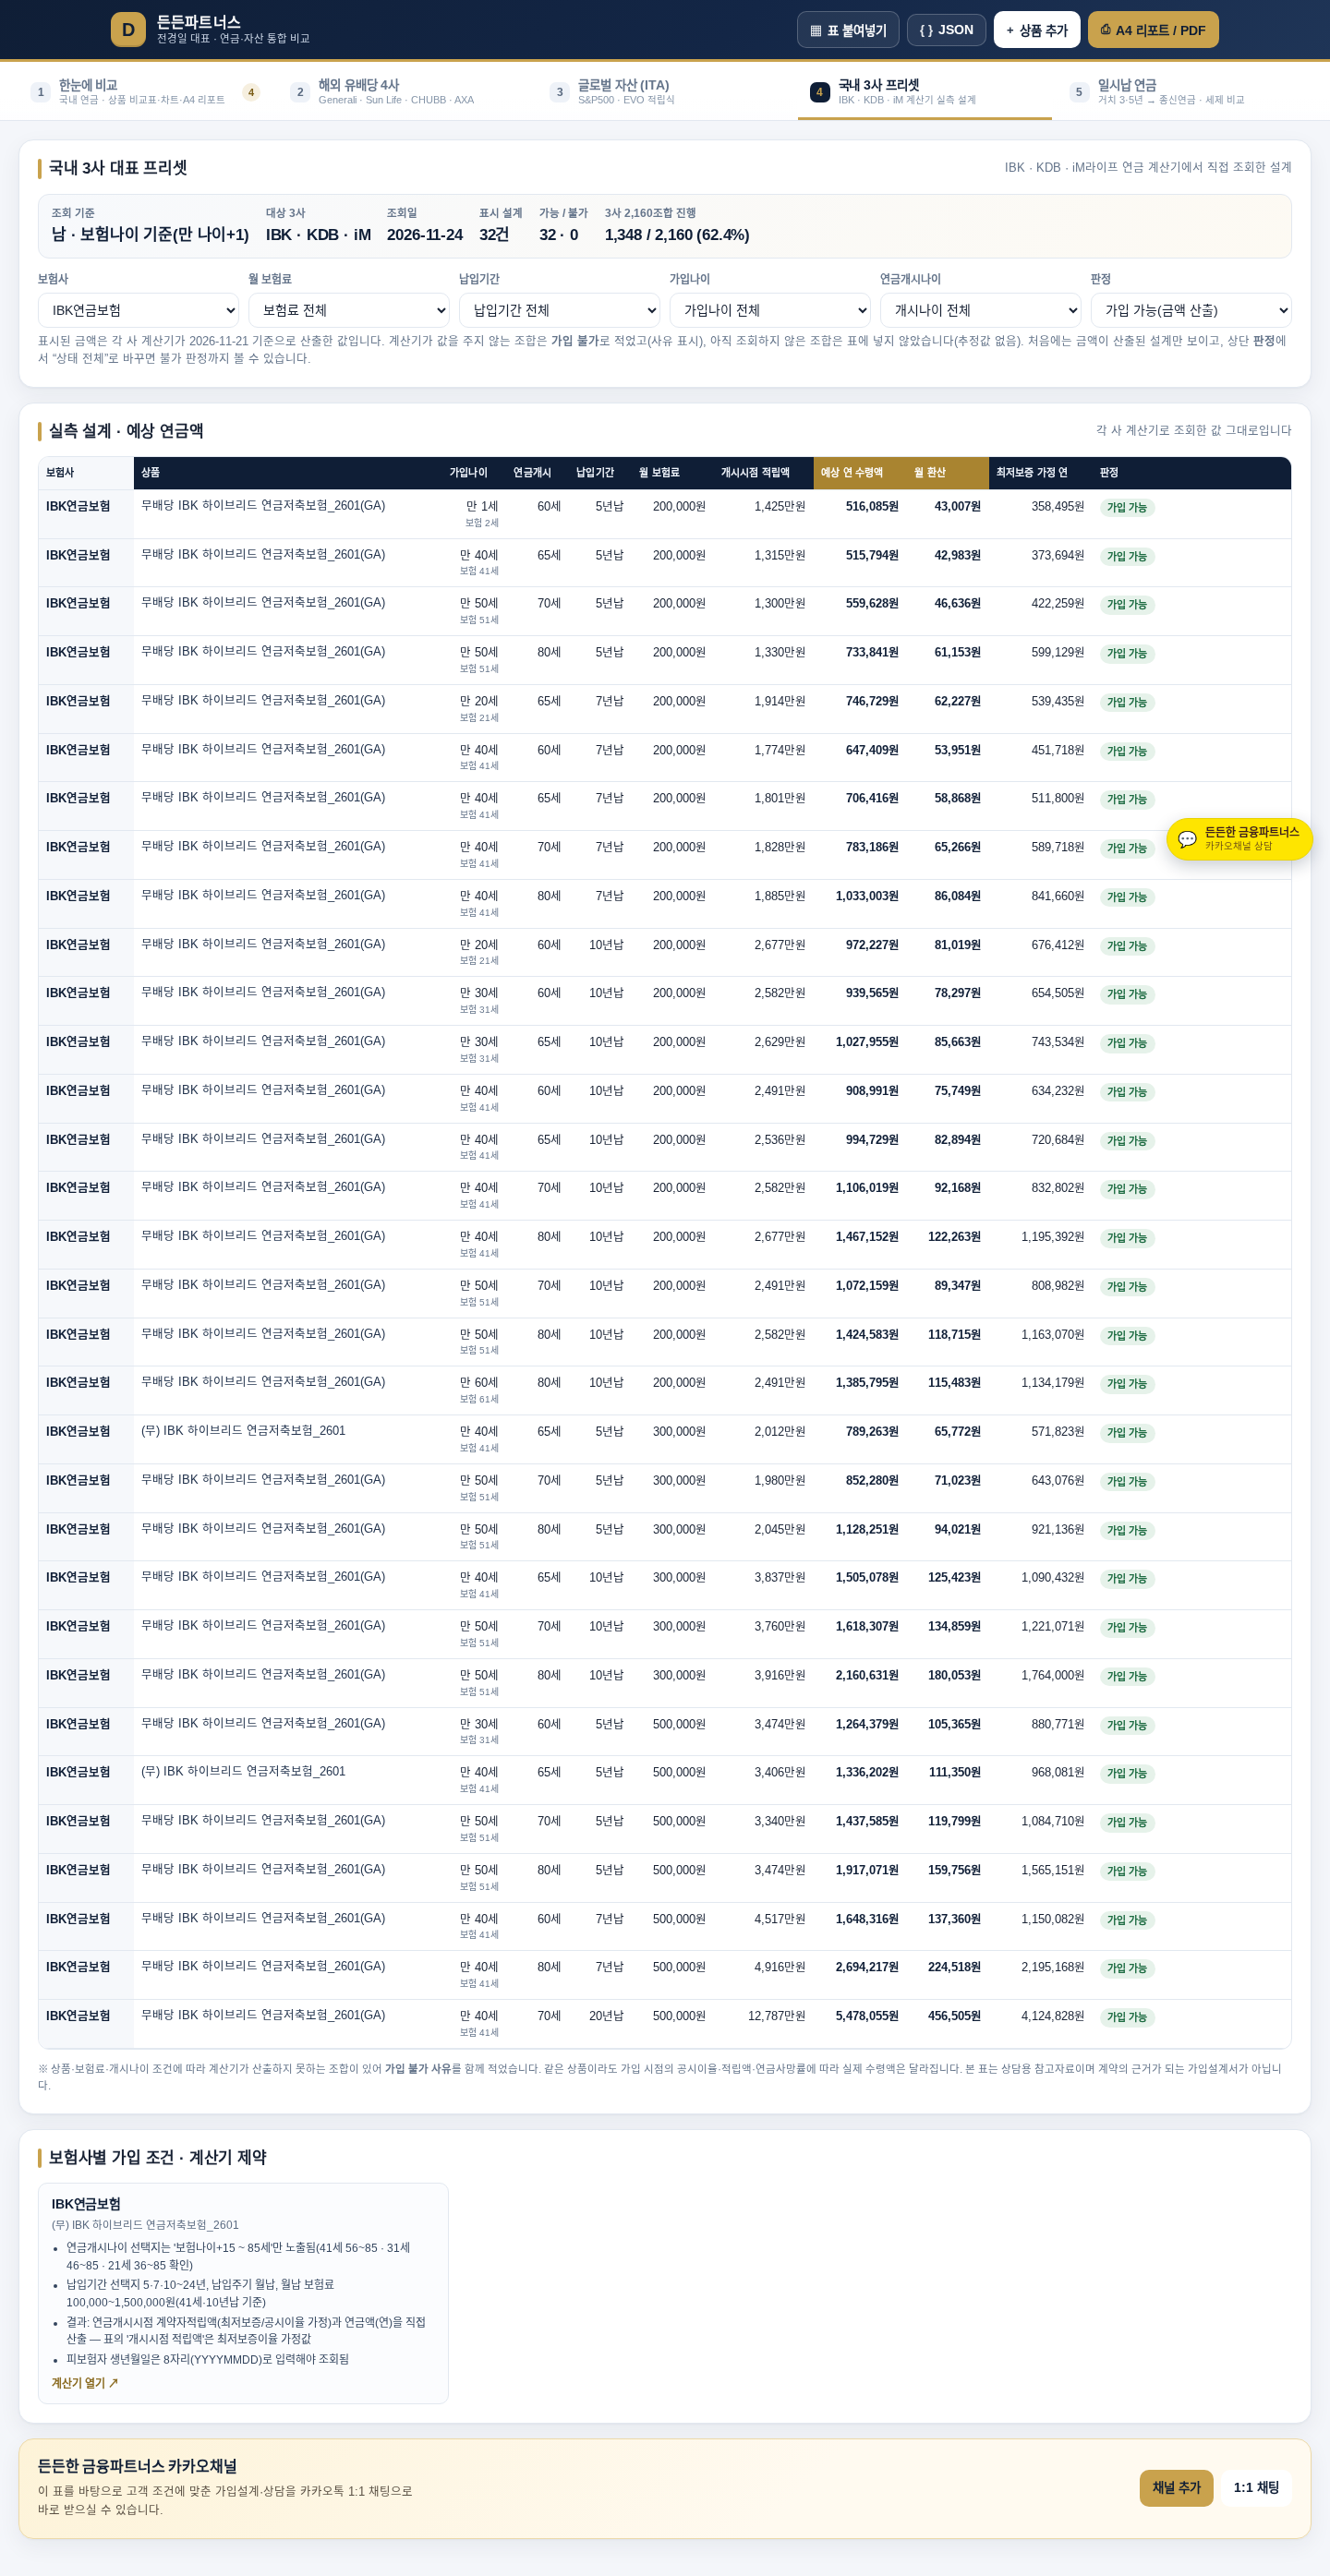 D 든든파트너스
전경일 대표 · 연금·자산 통합 비교
▦ 표 붙여넣기
{ } JSON
+ 상품 추가
⎙ A4 리포트 / PDF
1 한눈에 비교
국내 연금 · 상품 비교표·차트·A4 리포트
4
2 해외 유배당 4사
Generali · Sun Life · CHUBB · AXA
3 글로벌 자산 (ITA)
S&P500 · EVO 적립식
4 국내 3사 프리셋
IBK · KDB · iM 계산기 실측 설계
5 일시납 연금
거치 3·5년 → 종신연금 · 세제 비교
국내 3사 대표 프리셋
IBK · KDB · iM라이프 연금 계산기에서 직접 조회한 설계
조회 기준
남 · 보험나이 기준(만 나이+1)
대상 3사
IBK · KDB · iM
조회일
2026-11-24
표시 설계
32건
가능 / 불가
32 · 0
3사 2,160조합 진행
1,348 / 2,160 (62.4%)
보험사 월 보험료 납입기간 가입나이 연금개시나이 판정
IBK연금보험 보험료 전체 납입기간 전체 가입나이 전체 개시나이 전체 가입 가능(금액 산출)
표시된 금액은 각 사 계산기가 2026-11-21 기준으로 산출한 값입니다. 계산기가 값을 주지 않는 조합은 가입 불가로 적었고(사유 표시), 아직 조회하지 않은 조합은 표에 넣지 않았습니다(추정값 없음). 처음에는 금액이 산출된 설계만 보이고, 상단 판정에
서 “상태 전체”로 바꾸면 불가 판정까지 볼 수 있습니다.
실측 설계 · 예상 연금액
각 사 계산기로 조회한 값 그대로입니다
보험사 상품 가입나이 연금개시 납입기간 월 보험료 개시시점 적립액 예상 연 수령액 월 환산 최저보증 가정 연 판정
IBK연금보험 무배당 IBK 하이브리드 연금저축보험_2601(GA) 만 1세 60세 5년납 200,000원 1,425만원 516,085원 43,007원 358,495원 가입 가능
보험 2세
IBK연금보험 무배당 IBK 하이브리드 연금저축보험_2601(GA) 만 40세 65세 5년납 200,000원 1,315만원 515,794원 42,983원 373,694원 가입 가능
보험 41세
IBK연금보험 무배당 IBK 하이브리드 연금저축보험_2601(GA) 만 50세 70세 5년납 200,000원 1,300만원 559,628원 46,636원 422,259원 가입 가능
보험 51세
IBK연금보험 무배당 IBK 하이브리드 연금저축보험_2601(GA) 만 50세 80세 5년납 200,000원 1,330만원 733,841원 61,153원 599,129원 가입 가능
보험 51세
IBK연금보험 무배당 IBK 하이브리드 연금저축보험_2601(GA) 만 20세 65세 7년납 200,000원 1,914만원 746,729원 62,227원 539,435원 가입 가능
보험 21세
IBK연금보험 무배당 IBK 하이브리드 연금저축보험_2601(GA) 만 40세 60세 7년납 200,000원 1,774만원 647,409원 53,951원 451,718원 가입 가능
보험 41세
IBK연금보험 무배당 IBK 하이브리드 연금저축보험_2601(GA) 만 40세 65세 7년납 200,000원 1,801만원 706,416원 58,868원 511,800원 가입 가능
보험 41세
IBK연금보험 무배당 IBK 하이브리드 연금저축보험_2601(GA) 만 40세 70세 7년납 200,000원 1,828만원 783,186원 65,266원 589,718원 가입 가능
보험 41세
💬 든든한 금융파트너스
카카오채널 상담
IBK연금보험 무배당 IBK 하이브리드 연금저축보험_2601(GA) 만 40세 80세 7년납 200,000원 1,885만원 1,033,003원 86,084원 841,660원 가입 가능
보험 41세
IBK연금보험 무배당 IBK 하이브리드 연금저축보험_2601(GA) 만 20세 60세 10년납 200,000원 2,677만원 972,227원 81,019원 676,412원 가입 가능
보험 21세
IBK연금보험 무배당 IBK 하이브리드 연금저축보험_2601(GA) 만 30세 60세 10년납 200,000원 2,582만원 939,565원 78,297원 654,505원 가입 가능
보험 31세
IBK연금보험 무배당 IBK 하이브리드 연금저축보험_2601(GA) 만 30세 65세 10년납 200,000원 2,629만원 1,027,955원 85,663원 743,534원 가입 가능
보험 31세
IBK연금보험 무배당 IBK 하이브리드 연금저축보험_2601(GA) 만 40세 60세 10년납 200,000원 2,491만원 908,991원 75,749원 634,232원 가입 가능
보험 41세
IBK연금보험 무배당 IBK 하이브리드 연금저축보험_2601(GA) 만 40세 65세 10년납 200,000원 2,536만원 994,729원 82,894원 720,684원 가입 가능
보험 41세
IBK연금보험 무배당 IBK 하이브리드 연금저축보험_2601(GA) 만 40세 70세 10년납 200,000원 2,582만원 1,106,019원 92,168원 832,802원 가입 가능
보험 41세
IBK연금보험 무배당 IBK 하이브리드 연금저축보험_2601(GA) 만 40세 80세 10년납 200,000원 2,677만원 1,467,152원 122,263원 1,195,392원 가입 가능
보험 41세
IBK연금보험 무배당 IBK 하이브리드 연금저축보험_2601(GA) 만 50세 70세 10년납 200,000원 2,491만원 1,072,159원 89,347원 808,982원 가입 가능
보험 51세
IBK연금보험 무배당 IBK 하이브리드 연금저축보험_2601(GA) 만 50세 80세 10년납 200,000원 2,582만원 1,424,583원 118,715원 1,163,070원 가입 가능
보험 51세
IBK연금보험 무배당 IBK 하이브리드 연금저축보험_2601(GA) 만 60세 80세 10년납 200,000원 2,491만원 1,385,795원 115,483원 1,134,179원 가입 가능
보험 61세
IBK연금보험 (무) IBK 하이브리드 연금저축보험_2601 만 40세 65세 5년납 300,000원 2,012만원 789,263원 65,772원 571,823원 가입 가능
보험 41세
IBK연금보험 무배당 IBK 하이브리드 연금저축보험_2601(GA) 만 50세 70세 5년납 300,000원 1,980만원 852,280원 71,023원 643,076원 가입 가능
보험 51세
IBK연금보험 무배당 IBK 하이브리드 연금저축보험_2601(GA) 만 50세 80세 5년납 300,000원 2,045만원 1,128,251원 94,021원 921,136원 가입 가능
보험 51세
IBK연금보험 무배당 IBK 하이브리드 연금저축보험_2601(GA) 만 40세 65세 10년납 300,000원 3,837만원 1,505,078원 125,423원 1,090,432원 가입 가능
보험 41세
IBK연금보험 무배당 IBK 하이브리드 연금저축보험_2601(GA) 만 50세 70세 10년납 300,000원 3,760만원 1,618,307원 134,859원 1,221,071원 가입 가능
보험 51세
IBK연금보험 무배당 IBK 하이브리드 연금저축보험_2601(GA) 만 50세 80세 10년납 300,000원 3,916만원 2,160,631원 180,053원 1,764,000원 가입 가능
보험 51세
IBK연금보험 무배당 IBK 하이브리드 연금저축보험_2601(GA) 만 30세 60세 5년납 500,000원 3,474만원 1,264,379원 105,365원 880,771원 가입 가능
보험 31세
IBK연금보험 (무) IBK 하이브리드 연금저축보험_2601 만 40세 65세 5년납 500,000원 3,406만원 1,336,202원 111,350원 968,081원 가입 가능
보험 41세
IBK연금보험 무배당 IBK 하이브리드 연금저축보험_2601(GA) 만 50세 70세 5년납 500,000원 3,340만원 1,437,585원 119,799원 1,084,710원 가입 가능
보험 51세
IBK연금보험 무배당 IBK 하이브리드 연금저축보험_2601(GA) 만 50세 80세 5년납 500,000원 3,474만원 1,917,071원 159,756원 1,565,151원 가입 가능
보험 51세
IBK연금보험 무배당 IBK 하이브리드 연금저축보험_2601(GA) 만 40세 60세 7년납 500,000원 4,517만원 1,648,316원 137,360원 1,150,082원 가입 가능
보험 41세
IBK연금보험 무배당 IBK 하이브리드 연금저축보험_2601(GA) 만 40세 80세 7년납 500,000원 4,916만원 2,694,217원 224,518원 2,195,168원 가입 가능
보험 41세
IBK연금보험 무배당 IBK 하이브리드 연금저축보험_2601(GA) 만 40세 70세 20년납 500,000원 12,787만원 5,478,055원 456,505원 4,124,828원 가입 가능
보험 41세
※ 상품·보험료·개시나이 조건에 따라 계산기가 산출하지 못하는 조합이 있어 가입 불가 사유를 함께 적었습니다. 같은 상품이라도 가입 시점의 공시이율·적립액·연금사망률에 따라 실제 수령액은 달라집니다. 본 표는 상담용 참고자료이며 계약의 근거가 되는 가입설계서가 아닙니
다.
보험사별 가입 조건 · 계산기 제약
IBK연금보험
(무) IBK 하이브리드 연금저축보험_2601
• 연금개시나이 선택지는 '보험나이+15 ~ 85세'만 노출됨(41세 56~85 · 31세
46~85 · 21세 36~85 확인)
• 납입기간 선택지 5·7·10~24년, 납입주기 월납, 월납 보험료
100,000~1,500,000원(41세·10년납 기준)
• 결과: 연금개시시점 계약자적립액(최저보증/공시이율 가정)과 연금액(연)을 직접
산출 — 표의 '개시시점 적립액'은 최저보증이율 가정값
• 피보험자 생년월일은 8자리(YYYYMMDD)로 입력해야 조회됨
계산기 열기 ↗
든든한 금융파트너스 카카오채널
이 표를 바탕으로 고객 조건에 맞춘 가입설계·상담을 카카오톡 1:1 채팅으로
바로 받으실 수 있습니다.
채널 추가
1:1 채팅